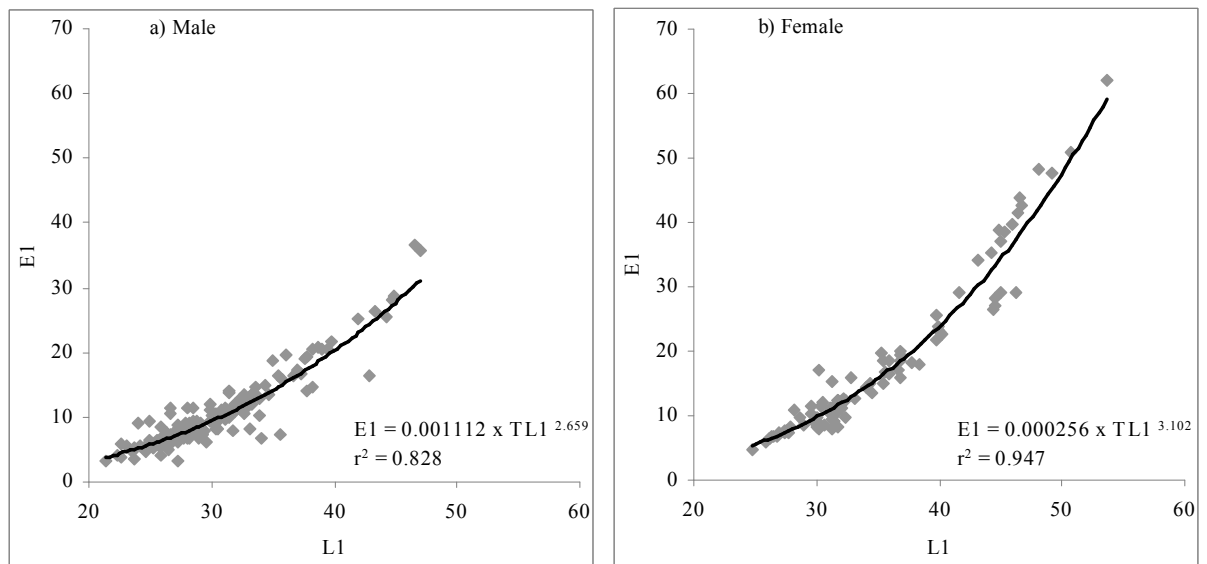 a) Male
70
60
50
40
30
20
10
0
E1
20 30 40 50 60
L1
E1 = 0.001112 x TL1 ^2.659
r² = 0.828
b) Female
70
60
50
40
30
20
10
0
E1
20 30 40 50 60
L1
E1 = 0.000256 x TL1 ^3.102
r² = 0.947